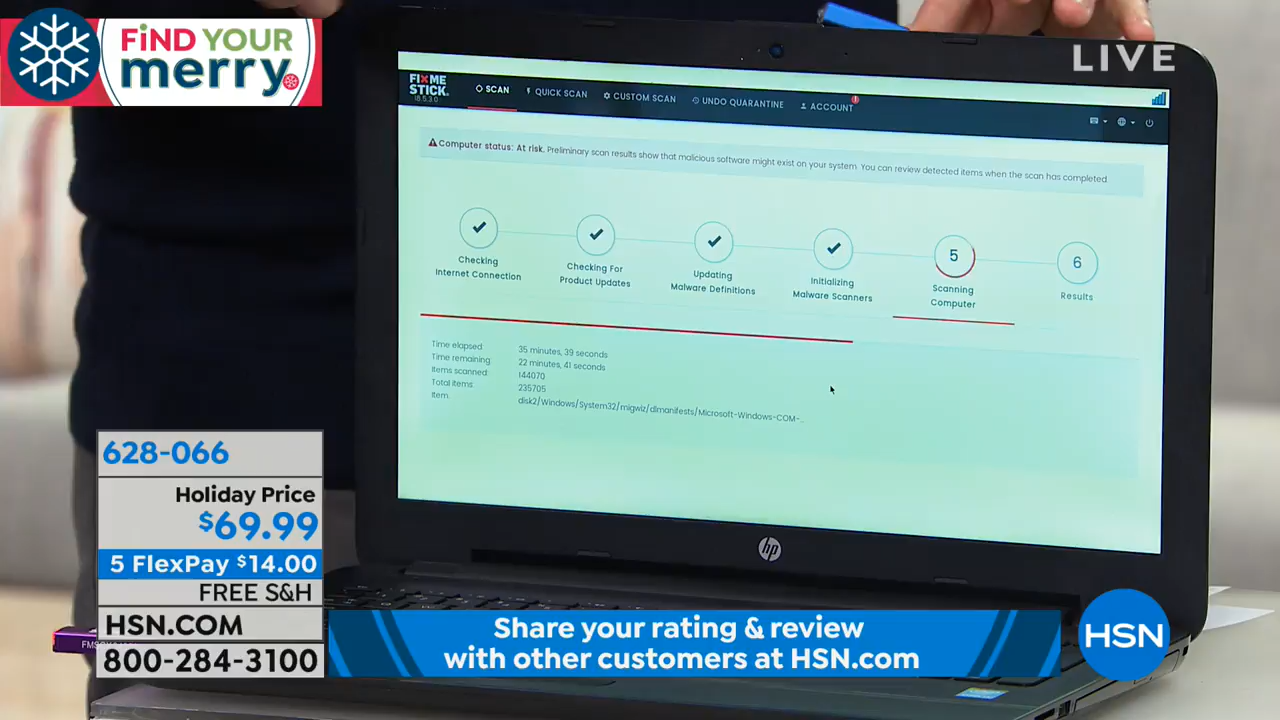 FiND YOUR
merry.
LIVE
FIXME
STICK
SCAN
QUICK SCAN
CUSTOM SCAN
UNDO QUARANTINE
ACCOUNT
Computer status: At risk. Preliminary scan results show that malicious software might exist on your system. You can review detected items when the scan has completed.
Checking
Internet Connection
Checking For
Product Updates
Updating
Malware Definitions
Initializing
Malware Scanners
5
Scanning
Computer
6
Results
Time elapsed: 35 minutes, 39 seconds
Time remaining: 22 minutes, 41 seconds
Items scanned: 144070
Total items: 235705
Item: disk2/Windows/System32/migwiz/dlmanifests/Microsoft-Windows-COM-...
hp
628-066
Holiday Price
$69.99
5 FlexPay $14.00
FREE S&H
HSN.COM
800-284-3100
Share your rating & review
with other customers at HSN.com
HSN